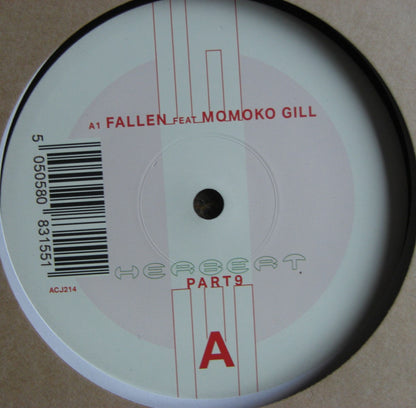 A1 FALLEN FEAT MOMOKO GILL
5 050580 831551
ACJ214
HERBERT
PART9
A